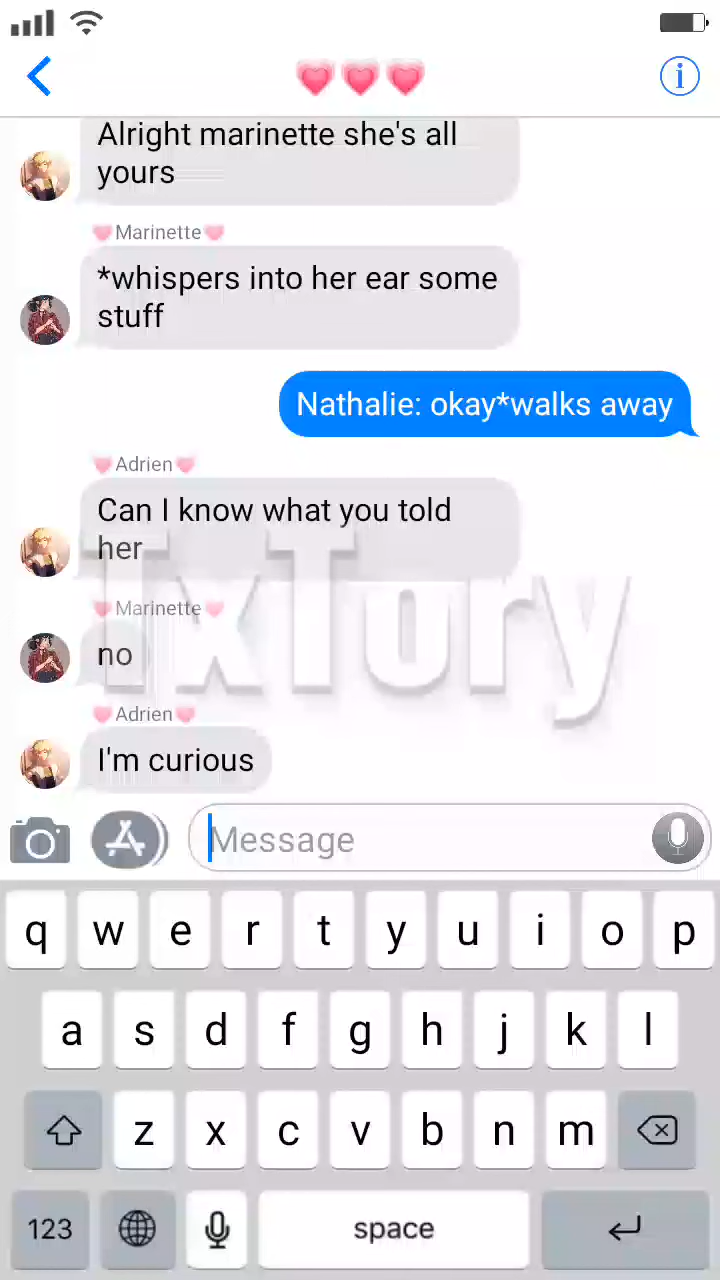 Alright marinette she's all
yours
💗Marinette💗
*whispers into her ear some
stuff
Nathalie: okay*walks away
💗Adrien💗
Can I know what you told
her
TxTory
💗Marinette💗
no
💗Adrien💗
I'm curious
Message
q w e r t y u i o p
a s d f g h j k l
z x c v b n m
123 space